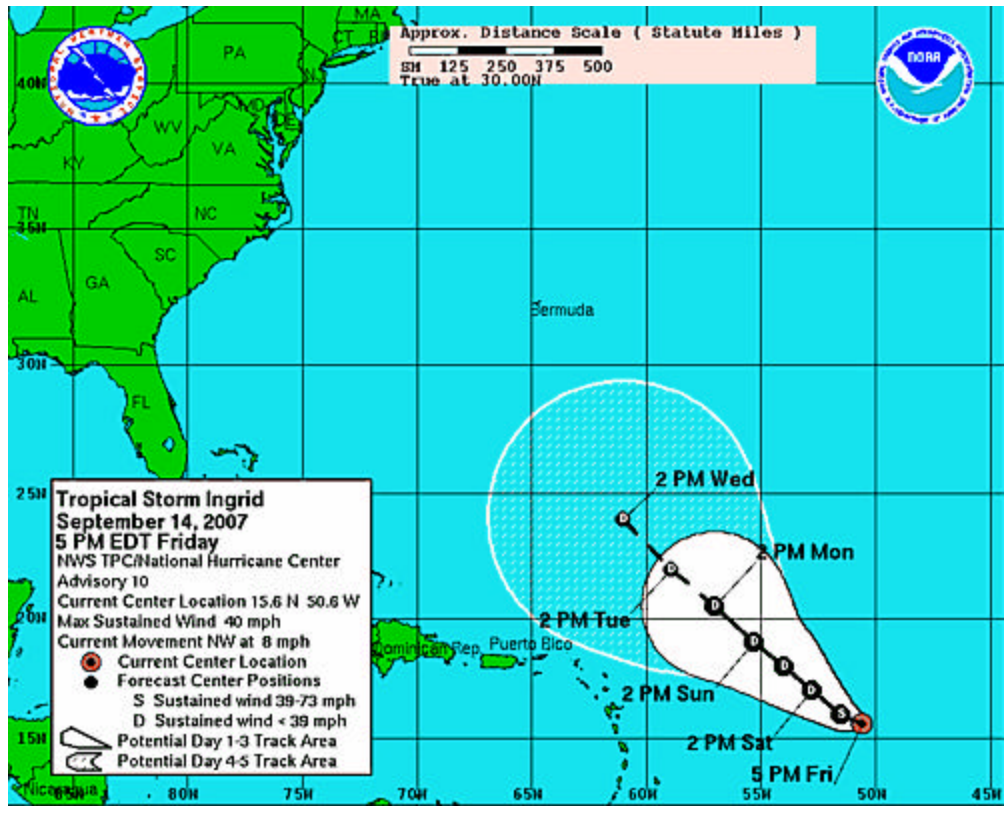 MA
CT
PA
Approx. Distance Scale ( Statute Miles )
SM 125 250 375 500
True at 30.00N
NOAA
40N
MD
DE
WV
VA
KY
TN
NC
35N
SC
GA
AL
Bermuda
30N
FL
25N
2 PM Wed
D
Tropical Storm Ingrid
September 14, 2007
5 PM EDT Friday
NWS TPC/National Hurricane Center
Advisory 10
Current Center Location 15.6 N 50.6 W
Max Sustained Wind 40 mph
Current Movement NW at 8 mph
Current Center Location
Forecast Center Positions
S Sustained wind 39-73 mph
D Sustained wind < 39 mph
Potential Day 1-3 Track Area
Potential Day 4-5 Track Area
2 PM Mon
D
D
20N
2 PM Tue
Dominican Rep.
Puerto Rico
D
D
2 PM Sun
D
S
15N
2 PM Sat
5 PM Fri
Nicaragua
85W
80W
75W
70W
65W
60W
55W
50W
45W